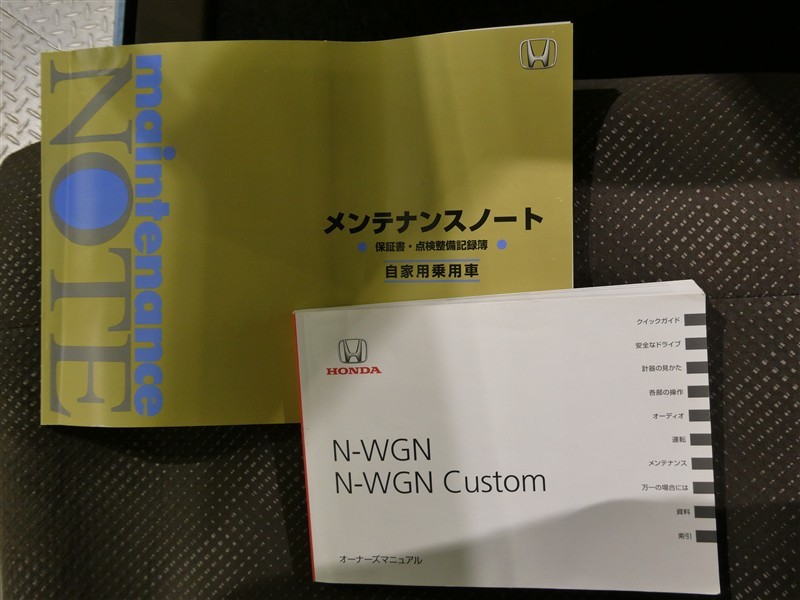 maintenance
NOTE
メンテナンスノート
保証書・点検整備記録簿
自家用乗用車
HONDA
N-WGN
N-WGN Custom
オーナーズマニュアル
クイックガイド
安全なドライブ
計器の見かた
各部の操作
オーディオ
運転
メンテナンス
万一の場合には
資料
索引